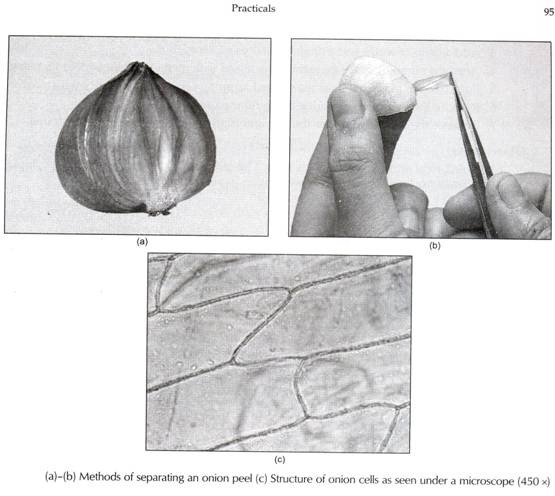 Practicals
95
(a)
(b)
(c)
(a)–(b) Methods of separating an onion peel (c) Structure of onion cells as seen under a microscope (450 ×)